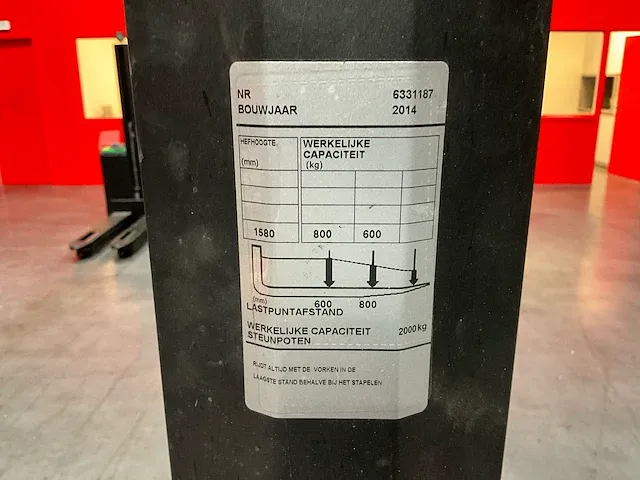 NR 6331187
BOUWJAAR 2014
HEFHOOGTE WERKELIJKE
CAPACITEIT
(mm) (kg)
1580 800 600
(mm) 600 800
LASTPUNTAFSTAND
WERKELIJKE CAPACITEIT 2000 kg
STEUNPOTEN
RIJDT ALTIJD MET DE VORKEN IN DE
LAAGSTE STAND BEHALVE BIJ HET STAPELEN